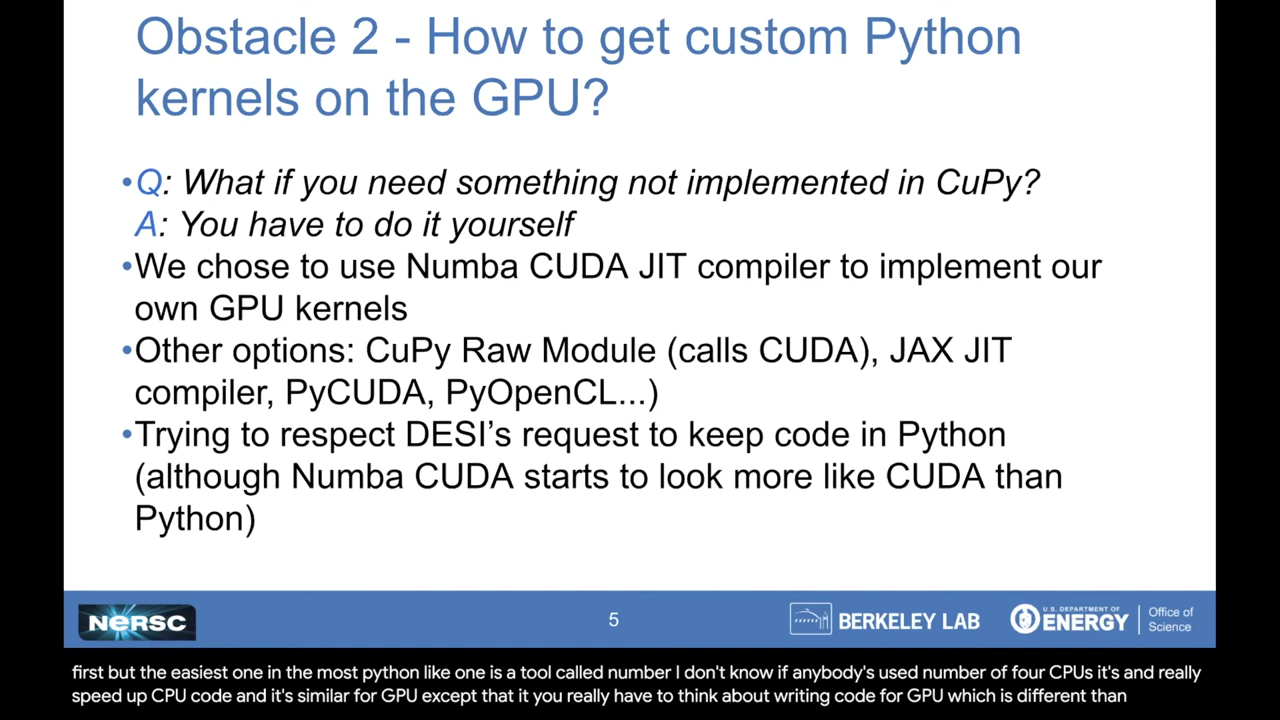 Obstacle 2 - How to get custom Python
kernels on the GPU?
•Q: What if you need something not implemented in CuPy?
A: You have to do it yourself
•We chose to use Numba CUDA JIT compiler to implement our
own GPU kernels
•Other options: CuPy Raw Module (calls CUDA), JAX JIT
compiler, PyCUDA, PyOpenCL...)
•Trying to respect DESI's request to keep code in Python
(although Numba CUDA starts to look more like CUDA than
Python)
NERSC
5
BERKELEY LAB
U.S. DEPARTMENT OF
ENERGY
Office of
Science
first but the easiest one in the most python like one is a tool called number I don't know if anybody's used number of four CPUs it's and really
speed up CPU code and it's similar for GPU except that it you really have to think about writing code for GPU which is different than